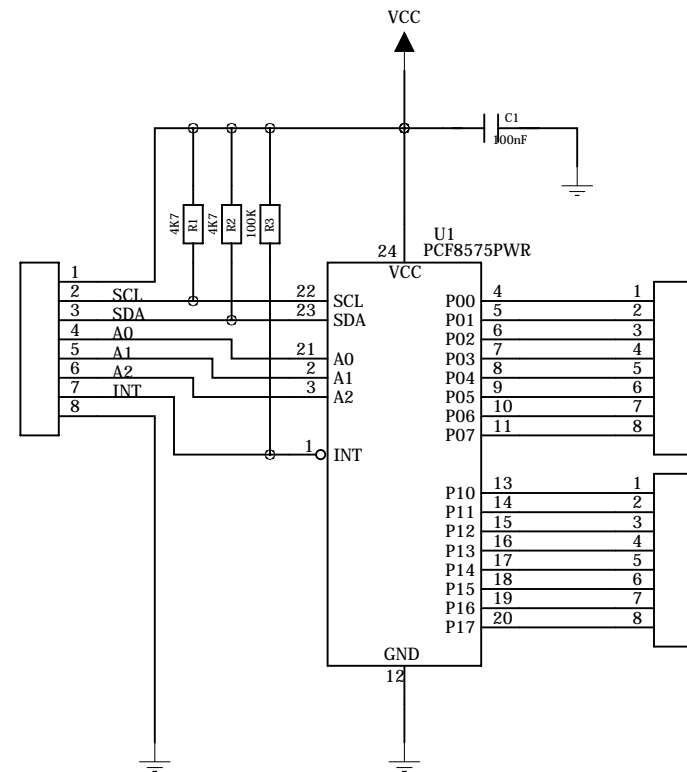 VCC
C1
100nF
4K7
R1
4K7
R2
100K
R3
U1
PCF8575PWR
24
VCC
1
2
SCL
3
SDA
4
A0
5
A1
6
A2
7
INT
8
22
SCL
23
SDA
21
A0
2
A1
3
A2
1
INT
P00
4
1
P01
5
2
P02
6
3
P03
7
4
P04
8
5
P05
9
6
P06
10
7
P07
11
8
P10
13
1
P11
14
2
P12
15
3
P13
16
4
P14
17
5
P15
18
6
P16
19
7
P17
20
8
GND
12